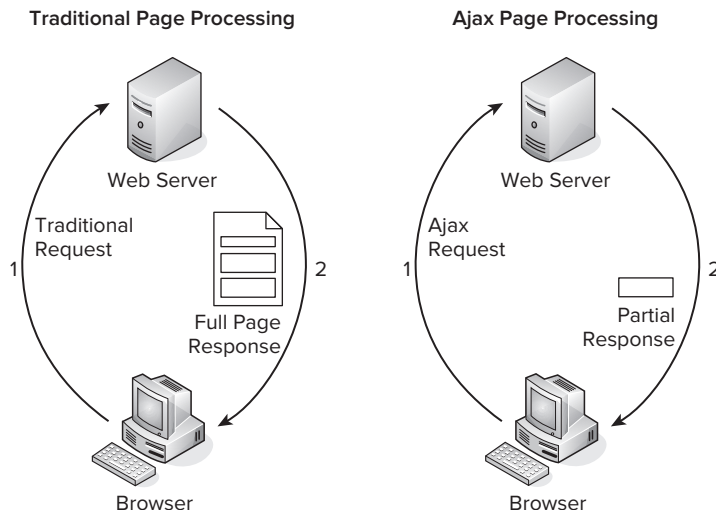 Traditional Page Processing
Web Server
Traditional
Request
1
2
Full Page
Response
Browser
Ajax Page Processing
Web Server
Ajax
Request
1
2
Partial
Response
Browser